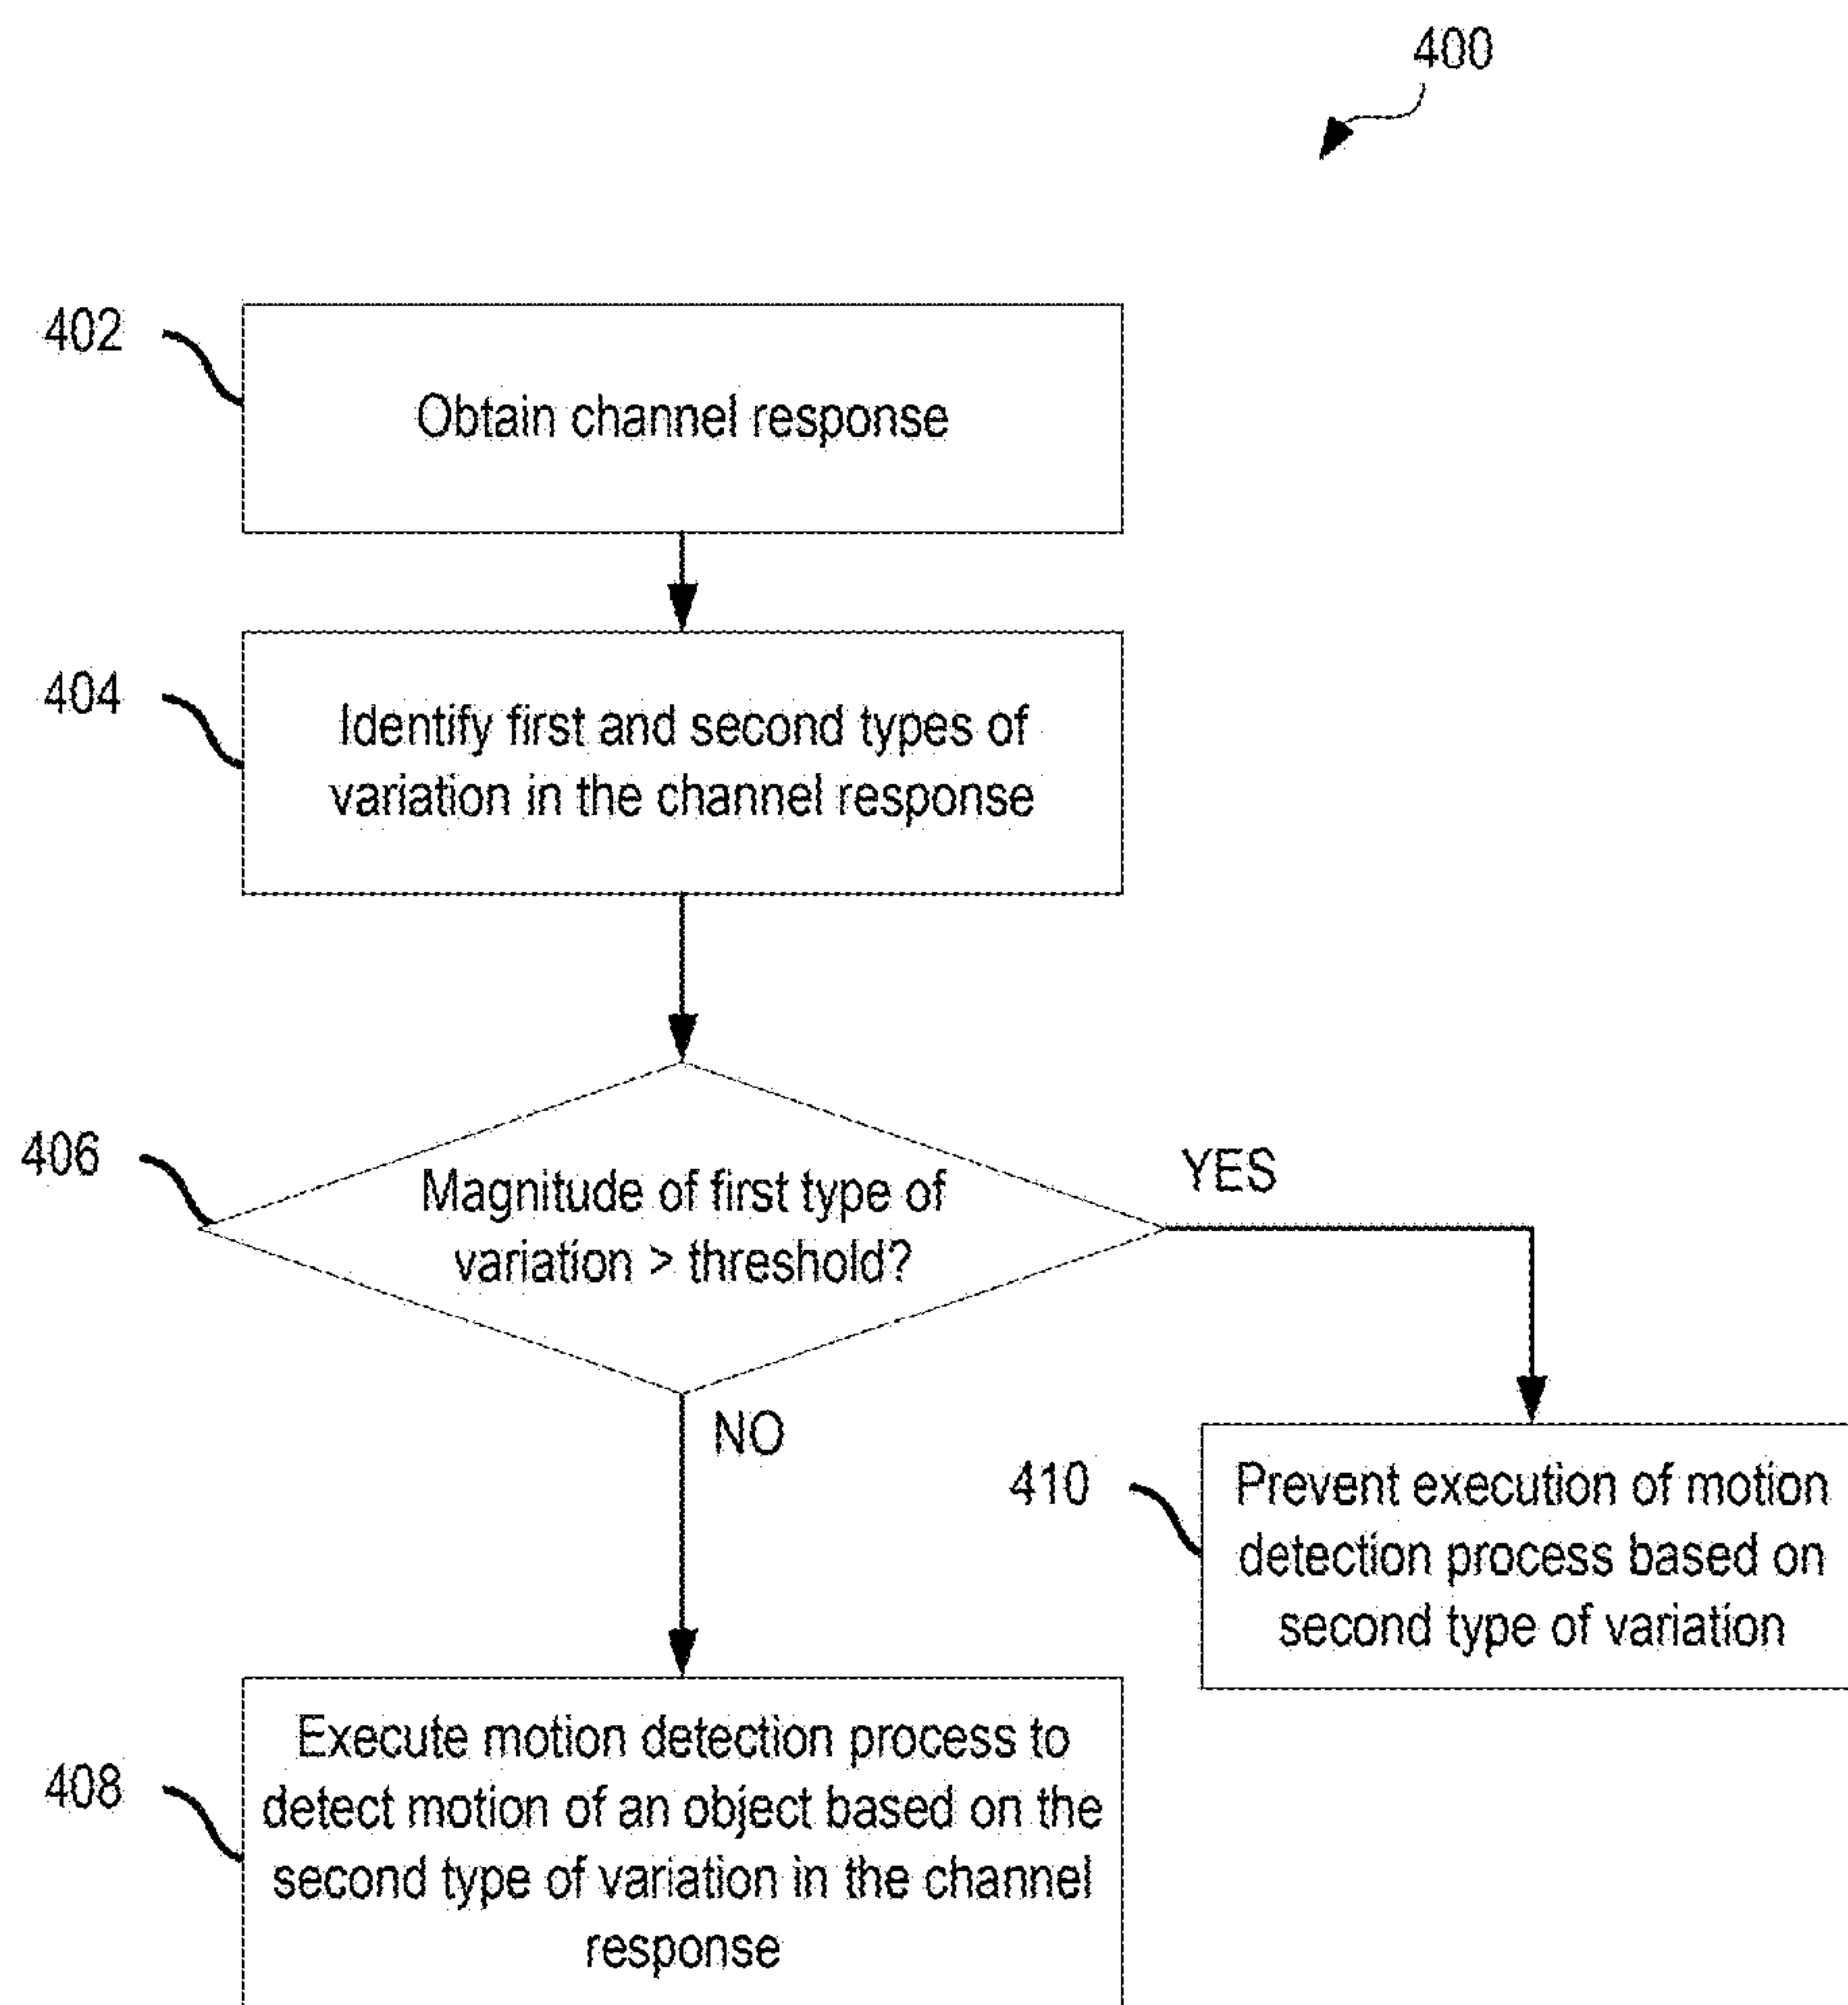 400
402
Obtain channel response
404
Identify first and second types of
variation in the channel response
406
Magnitude of first type of
variation > threshold?
YES
NO
410
Prevent execution of motion
detection process based on
second type of variation
408
Execute motion detection process to
detect motion of an object based on the
second type of variation in the channel
response